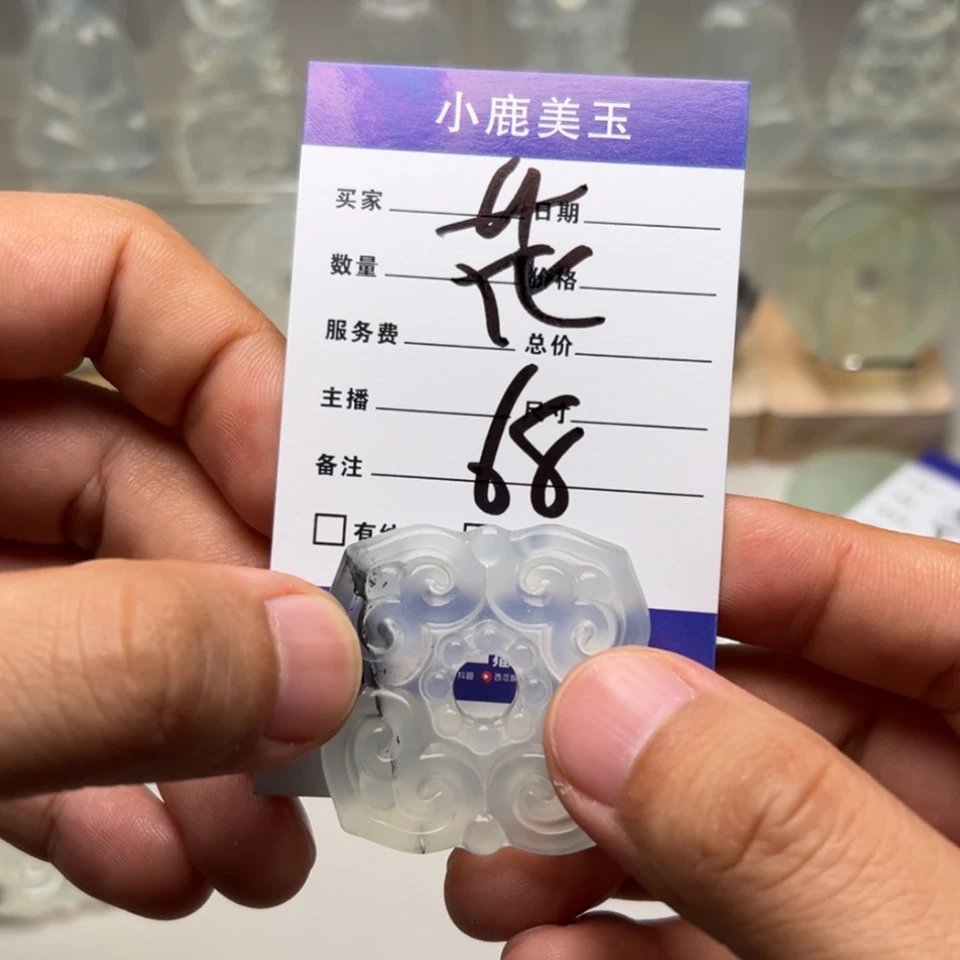 小鹿美玉
买家 日期
数量 价格
服务费 总价
主播 尺寸
备注
68
有